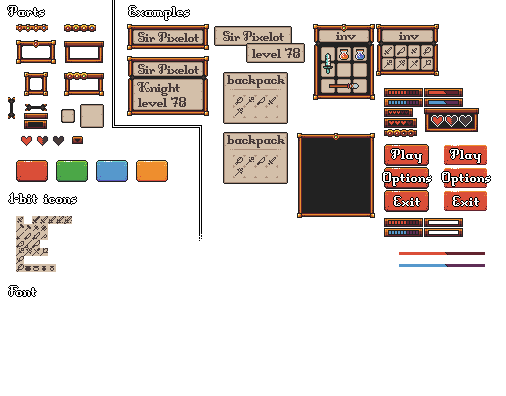 Parts
Examples
Sir Pixelot
Sir Pixelot
level '78
inv
inv
Sir Pixelot
Knight
level '78
backpack
backpack
Play
Play
Options
Options
Exit
Exit
1-bit icons
Font